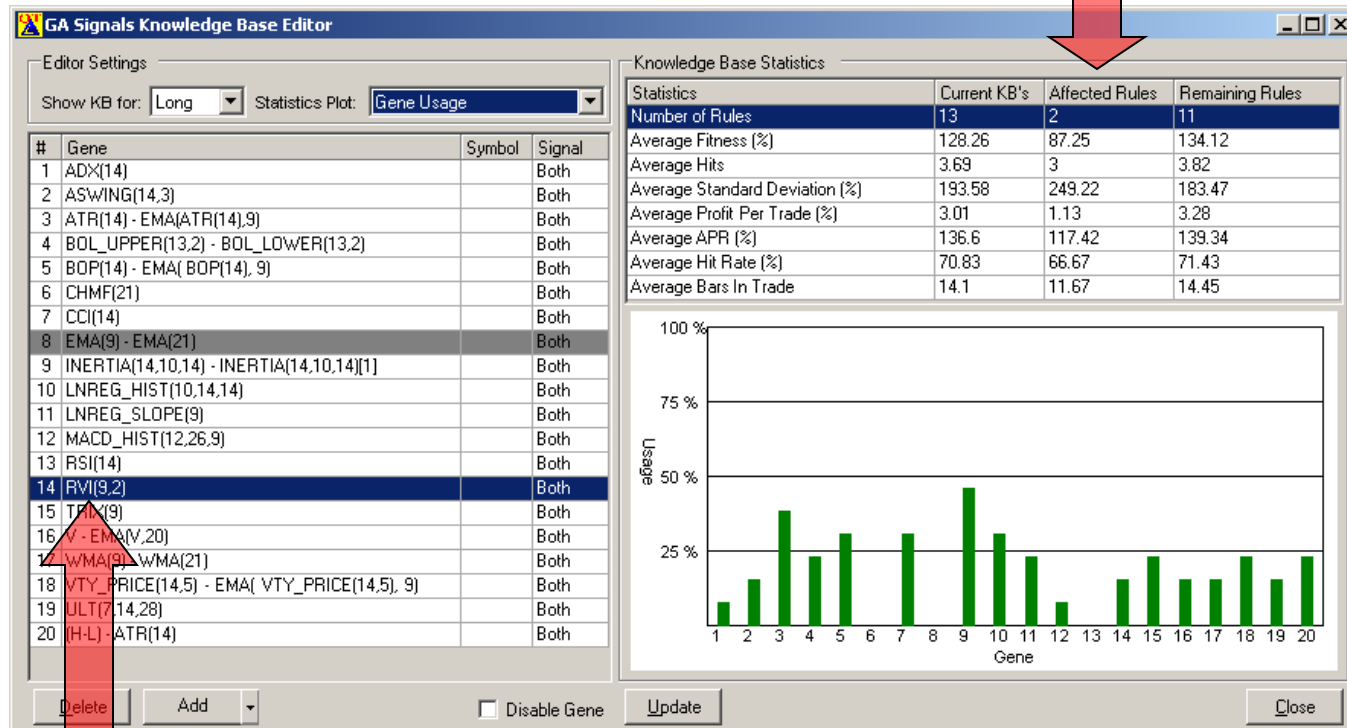 GA Signals Knowledge Base Editor
Editor Settings
Show KB for: Long Statistics Plot: Gene Usage
# Gene Symbol Signal
1 ADX(14) Both
2 ASWING(14,3) Both
3 ATR(14) - EMA(ATR(14),9) Both
4 BOL_UPPER(13,2) - BOL_LOWER(13,2) Both
5 BOP(14) - EMA( BOP(14), 9) Both
6 CHMF(21) Both
7 CCI(14) Both
8 EMA(9) - EMA(21) Both
9 INERTIA(14,10,14) - INERTIA(14,10,14)[1] Both
10 LNREG_HIST(10,14,14) Both
11 LNREG_SLOPE(9) Both
12 MACD_HIST(12,26,9) Both
13 RSI(14) Both
14 RVI(9,2) Both
15 TRIX(9) Both
16 V - EMA(V,20) Both
17 WMA(9) - WMA(21) Both
18 VTY_PRICE(14,5) - EMA( VTY_PRICE(14,5), 9) Both
19 ULT(7,14,28) Both
20 (H-L) - ATR(14) Both
Delete Add Disable Gene
Knowledge Base Statistics
Statistics Current KB's Affected Rules Remaining Rules
Number of Rules 13 2 11
Average Fitness (%) 128.26 87.25 134.12
Average Hits 3.69 3 3.82
Average Standard Deviation (%) 193.58 249.22 183.47
Average Profit Per Trade (%) 3.01 1.13 3.28
Average APR (%) 136.6 117.42 139.34
Average Hit Rate (%) 70.83 66.67 71.43
Average Bars In Trade 14.1 11.67 14.45
100 %
75 %
50 %
25 %
Usage
1 2 3 4 5 6 7 8 9 10 11 12 13 14 15 16 17 18 19 20
Gene
Update Close